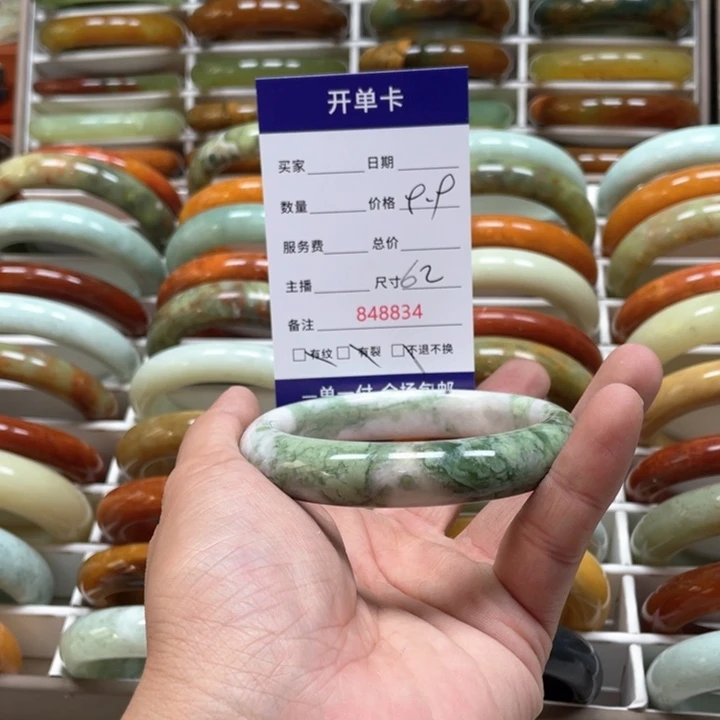 开单卡
买家 日期
数量 价格
服务费 总价
主播 尺寸62
848834
备注
有纹 有裂 不退不换
一单一付 全场包邮